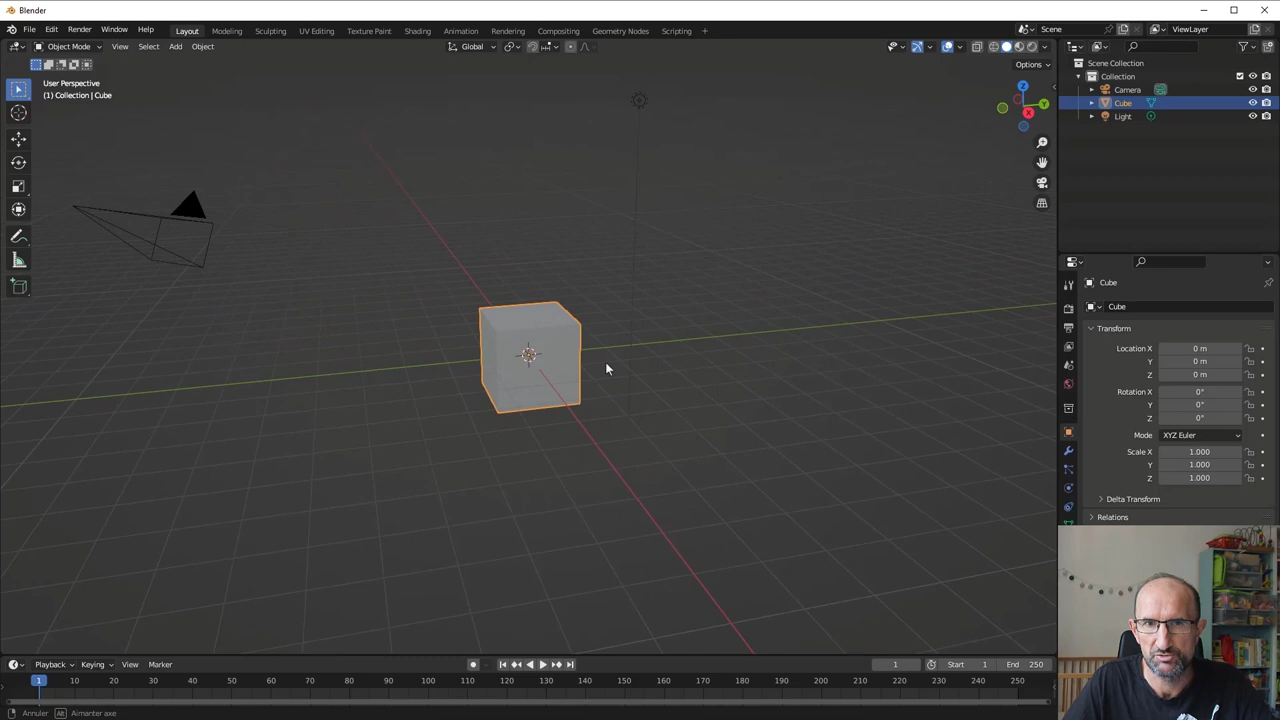 Blender
File Edit Render Window Help Layout Modeling Sculpting UV Editing Texture Paint Shading Animation Rendering Compositing Geometry Nodes Scripting + Scene ViewLayer
Object Mode View Select Add Object Global
Options
User Perspective
(1) Collection | Cube
Z
Y
X
Scene Collection
Collection
Camera
Cube
Light
Cube
Cube
Transform
Location X 0 m
Y 0 m
Z 0 m
Rotation X 0°
Y 0°
Z 0°
Mode XYZ Euler
Scale X 1.000
Y 1.000
Z 1.000
Delta Transform
Relations
Playback Keying View Marker 1 Start 1 End 250
1 10 20 30 40 50 60 70 80 90 100 110 120 130 140 150 160 170 180 190 200 210 220 230 240 250
Annuler Alt Aimanter axe